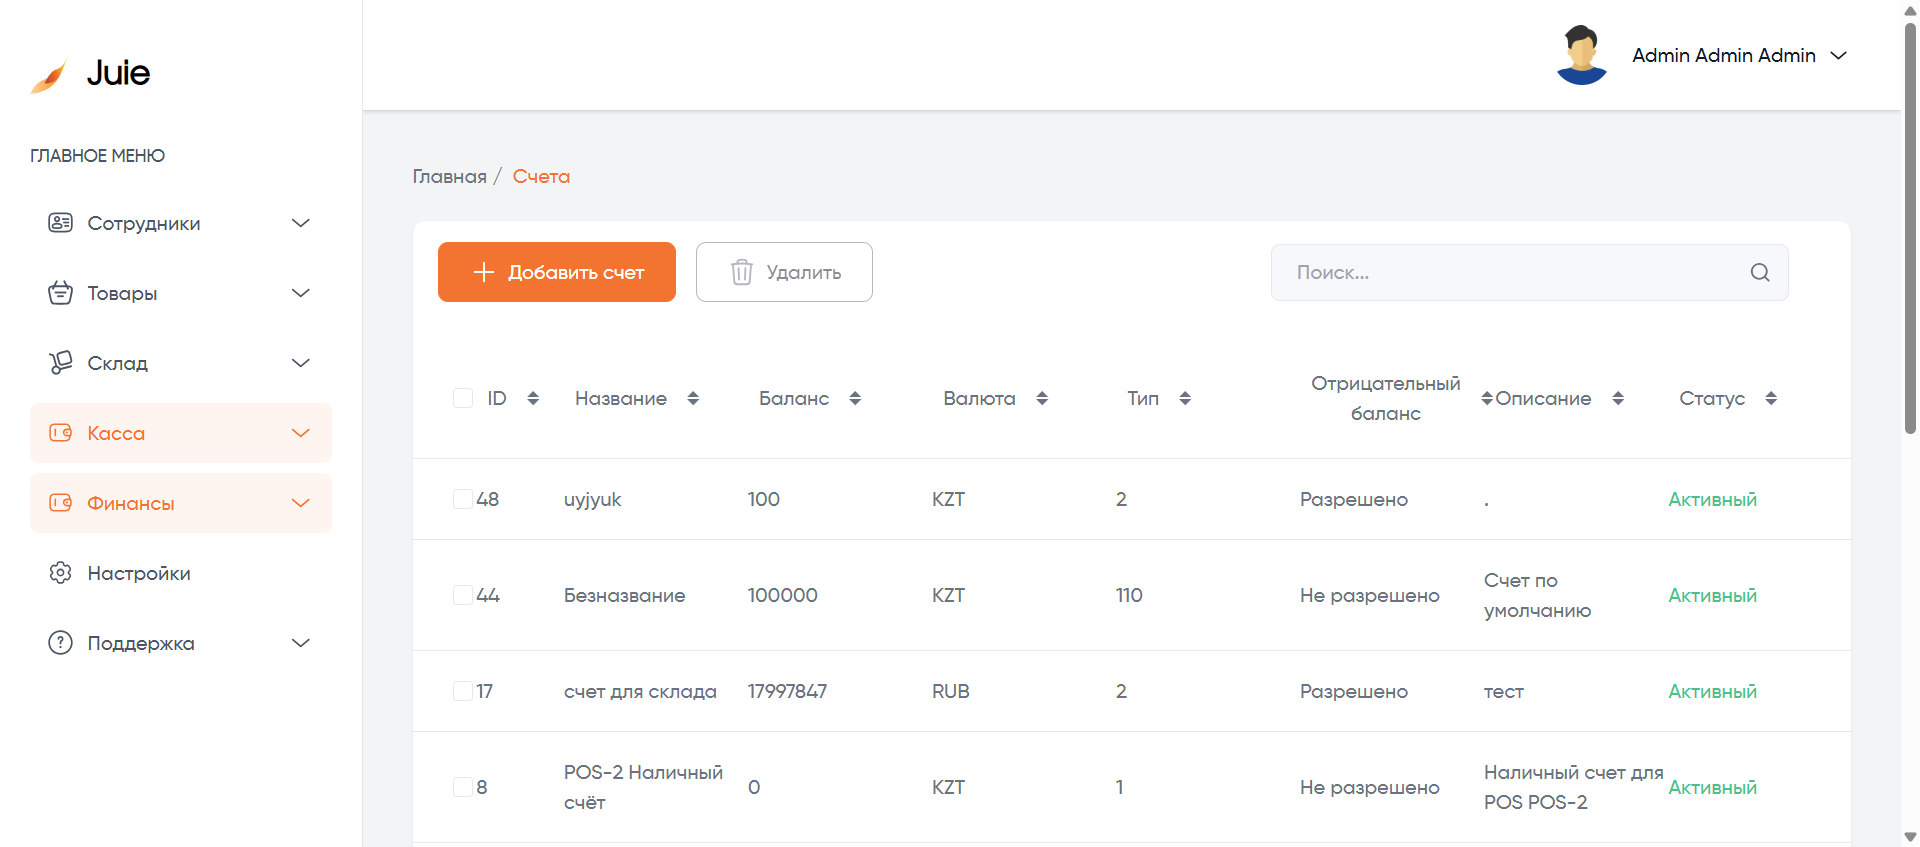 Juie
Admin Admin Admin
ГЛАВНОЕ МЕНЮ
Сотрудники
Товары
Склад
Касса
Финансы
Настройки
Поддержка
Главная / Счета
Добавить счет
Удалить
Поиск...
ID
Название
Баланс
Валюта
Тип
Отрицательный
баланс
Описание
Статус
48 uyjyuk 100 KZT 2 Разрешено . Активный
44 Безназвание 100000 KZT 110 Не разрешено Счет по
умолчанию Активный
17 счет для склада 17997847 RUB 2 Разрешено тест Активный
8 POS-2 Наличный
счёт 0 KZT 1 Не разрешено Наличный счет для
POS POS-2 Активный